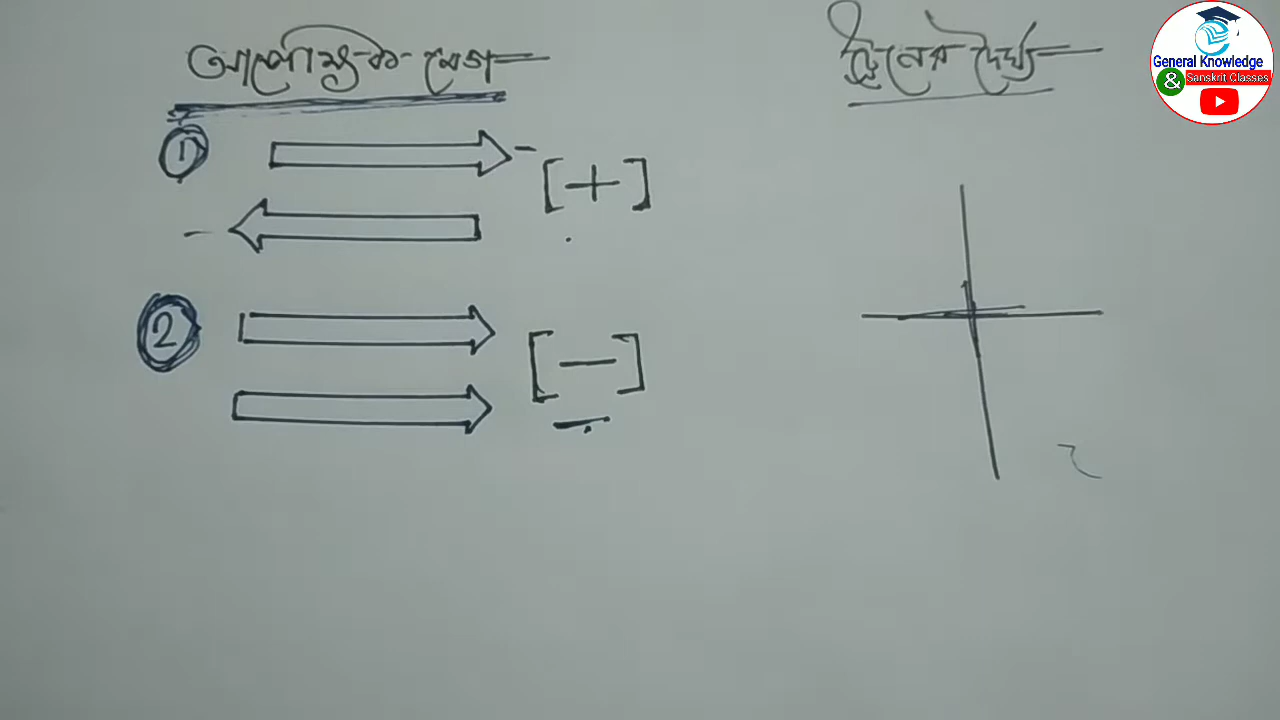 আপেক্ষিক বেগ
ট্রেনের দৈর্ঘ্য
1
[+]
2
[-]
General Knowledge
& Sanskrit Classes